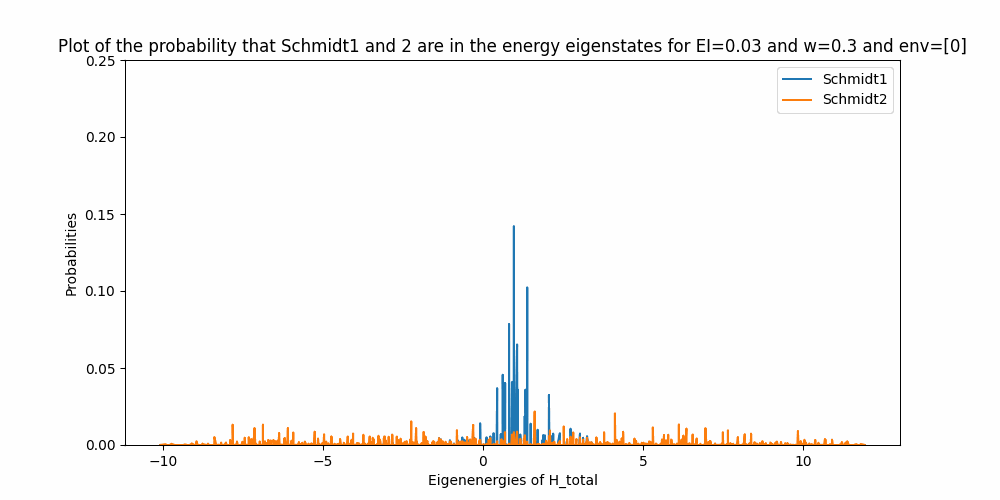 Plot of the probability that Schmidt1 and 2 are in the energy eigenstates for EI=0.03 and w=0.3 and env=[0]
0.25
Schmidt1
Schmidt2
0.20
0.15
Probabilities
0.10
0.05
0.00
−10 −5 0 5 10
Eigenenergies of H_total